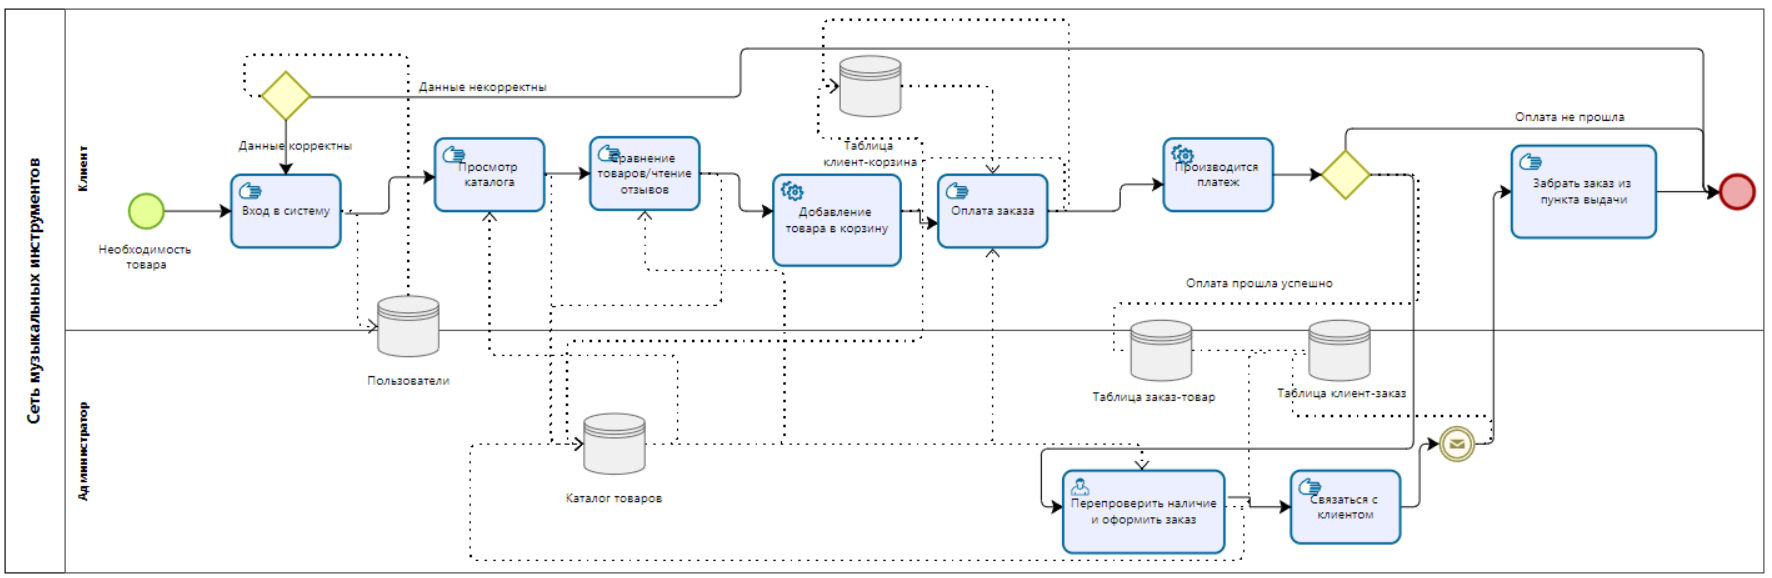 Сеть музыкальных инструментов
Клиент
Данные некорректны
Данные корректны
Необходимость
товара
Вход в систему
Просмотр
каталога
Сравнение
товаров/чтение
отзывов
Добавление
товара в корзину
Таблица
клиент-корзина
Оплата заказа
Производится
платеж
Оплата не прошла
Забрать заказ из
пункта выдачи
Оплата прошла успешно
Администратор
Пользователи
Каталог товаров
Таблица заказ-товар
Таблица клиент-заказ
Перепроверить наличие
и оформить заказ
Связаться с
клиентом